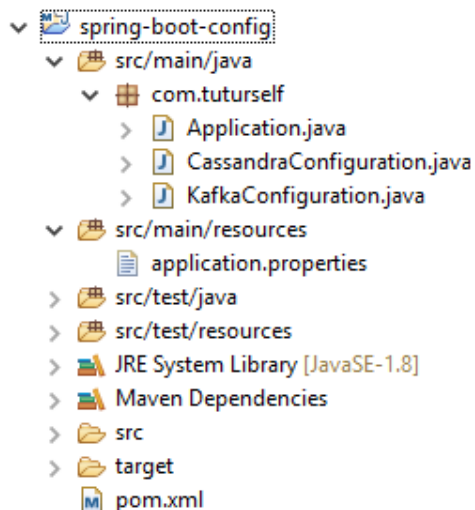 spring-boot-config
src/main/java
com.tuturself
Application.java
CassandraConfiguration.java
KafkaConfiguration.java
src/main/resources
application.properties
src/test/java
src/test/resources
JRE System Library [JavaSE-1.8]
Maven Dependencies
src
target
pom.xml